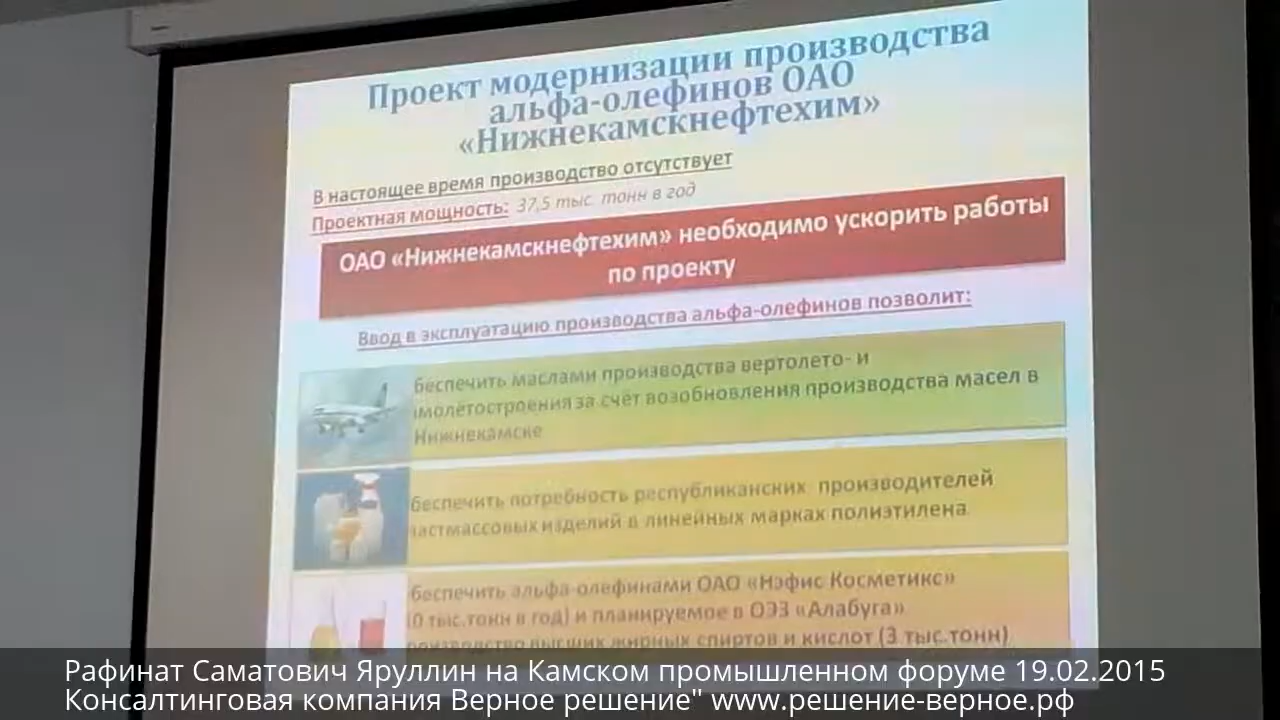 Проект модернизации производства
альфа-олефинов ОАО
«Нижнекамскнефтехим»
В настоящее время производство отсутствует
Проектная мощность: 37,5 тыс. тонн в год
ОАО «Нижнекамскнефтехим» необходимо ускорить работы
по проекту
Ввод в эксплуатацию производства альфа-олефинов позволит:
беспечить маслами производства вертолето- и
молётостроения за счёт возобновления производства масел в
Нижнекамске
беспечить потребность республиканских производителей
астмассовых изделий в линейных марках полиэтилена
беспечить альфа-олефинами ОАО «Нэфис Косметикс»
0 тыс.тонн в год) и планируемое в ОЭЗ «Алабуга»
роизводство высших жирных спиртов и кислот (3 тыс.тонн)
Рафинат Саматович Яруллин на Камском промышленном форуме 19.02.2015
Консалтинговая компания Верное решение" www.решение-верное.рф